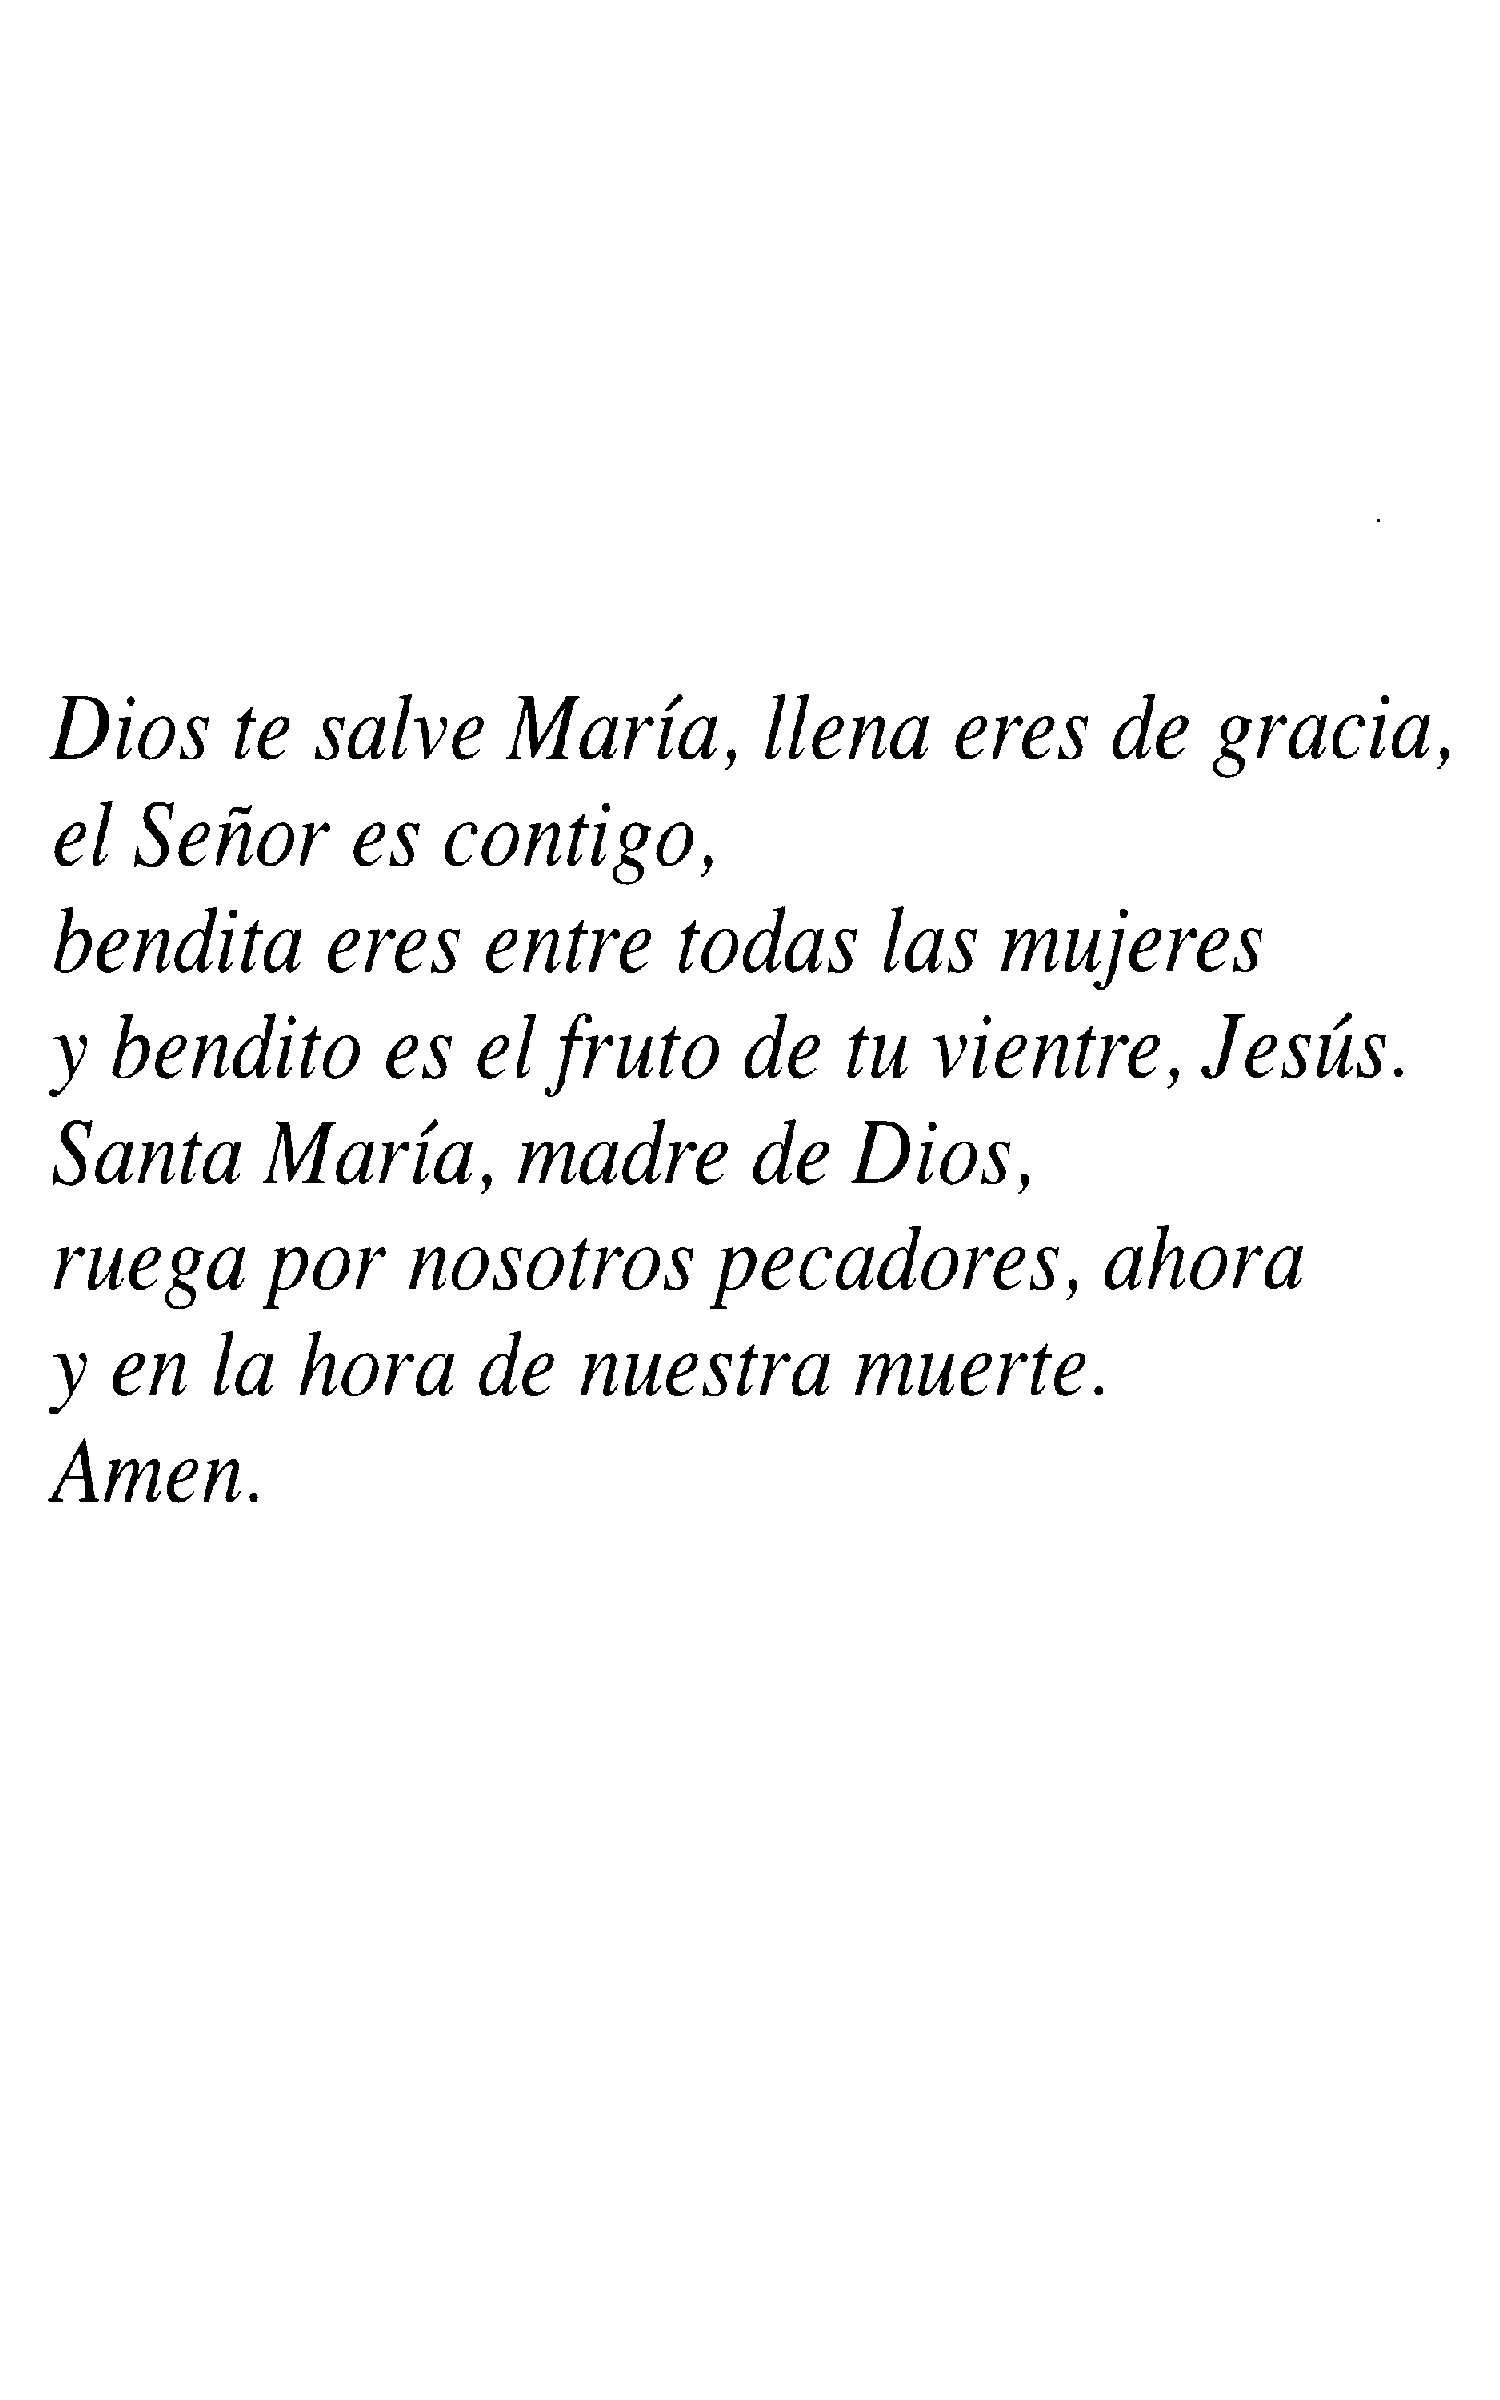 Dios te salve María, llena eres de gracia,
el Señor es contigo,
bendita eres entre todas las mujeres
y bendito es el fruto de tu vientre, Jesús.
Santa María, madre de Dios,
ruega por nosotros pecadores, ahora
y en la hora de nuestra muerte.
Amen.